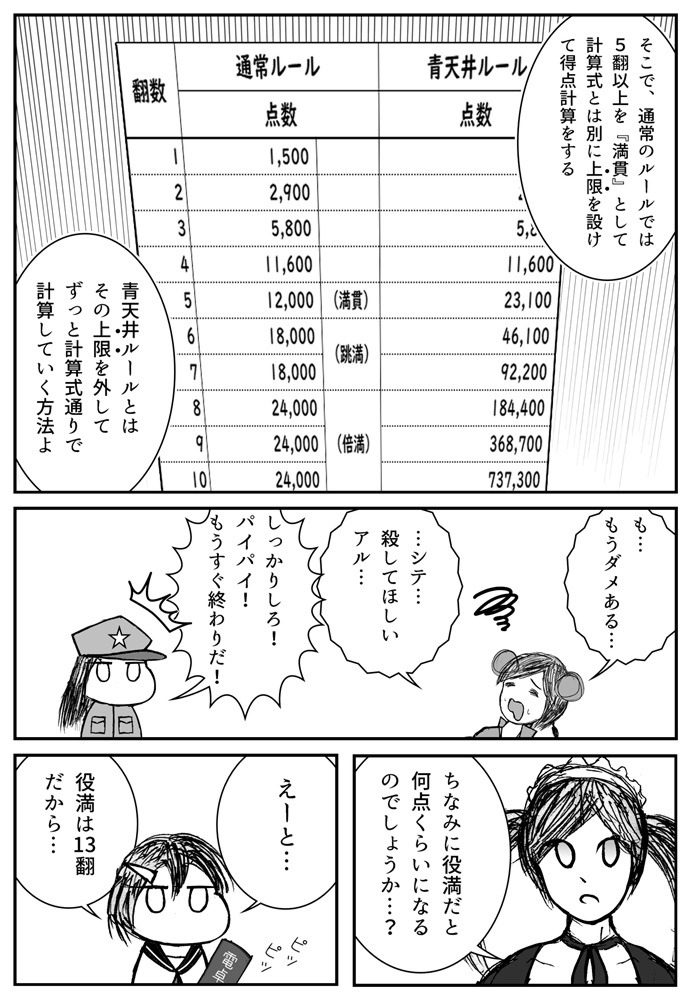 そこで、通常のルールでは
5翻以上を『満貫』として
計算式とは別に上限を設け
て得点計算をする
翻数 通常ルール 青天井ルール
点数 点数
1 1,500
2 2,900
3 5,800
4 11,600 11,600
5 12,000 (満貫) 23,100
6 18,000 46,100
(跳満)
7 18,000 92,200
8 24,000 184,400
9 24,000 (倍満) 368,700
10 24,000 737,300
青天井ルールとは
その上限を外して
ずっと計算式通りで
計算していく方法よ
も…
もうダメある…
…シテ…
殺してほしい
アル…
しっかりしろ!
パイパイ!
もうすぐ終わりだ!
ちなみに役満だと
何点くらいになる
のでしょうか…?
えーと…
役満は13翻
だから…
ピッ
ピッ
電卓